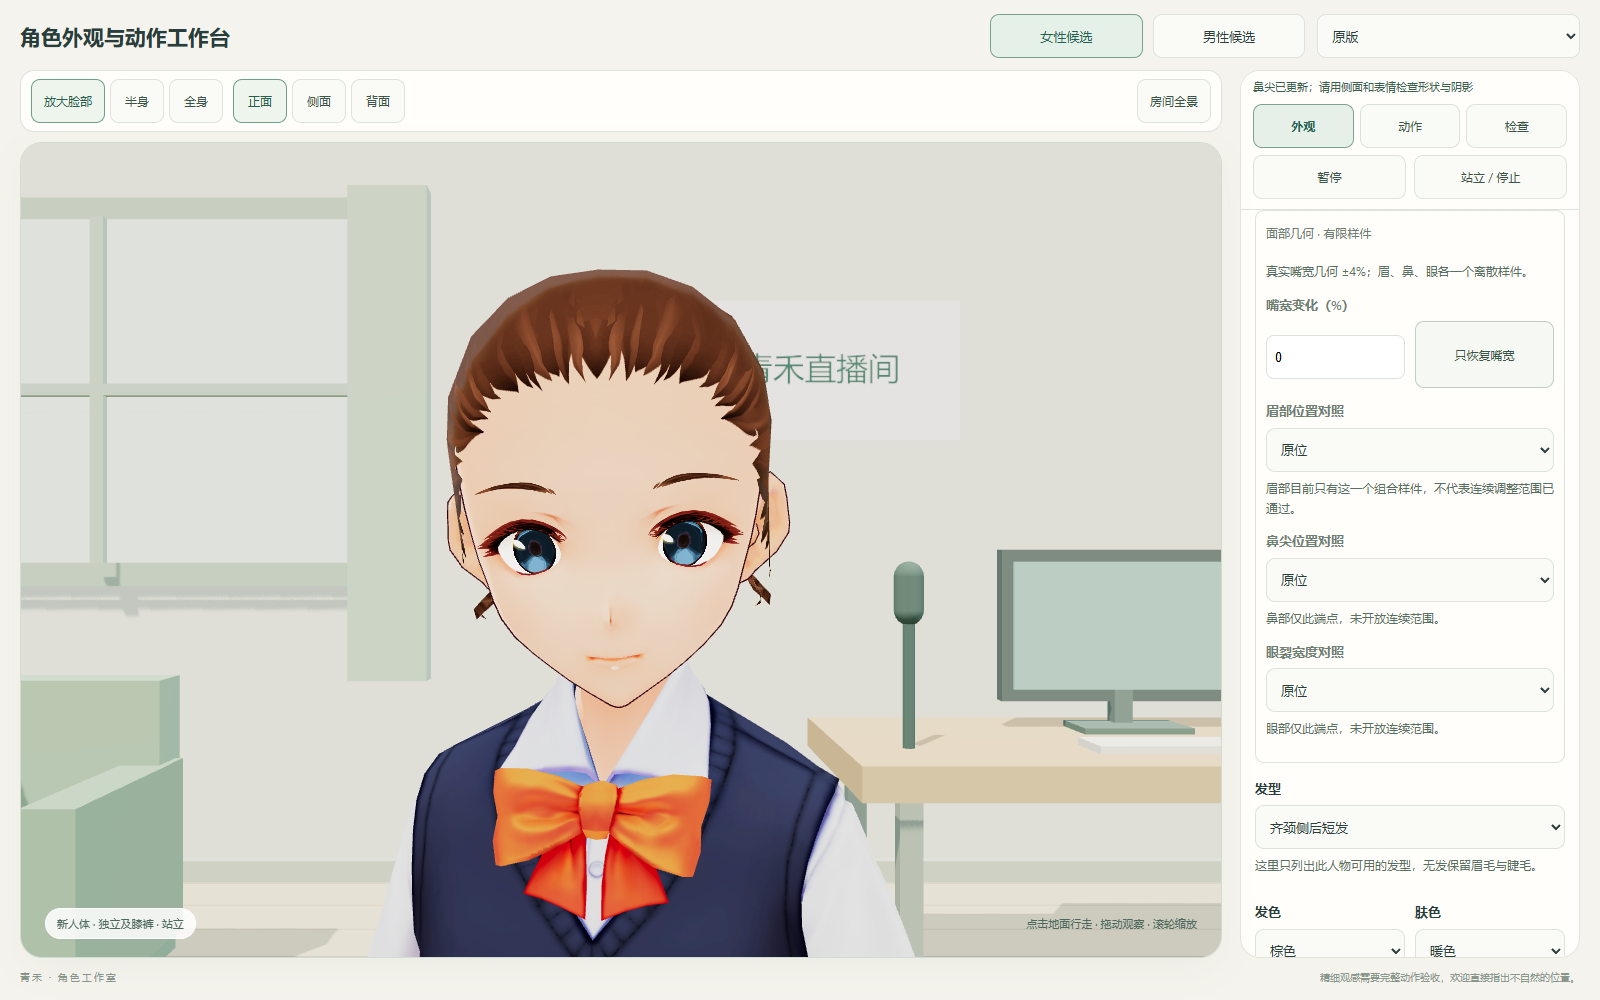 角色外观与动作工作台
女性候选
男性候选
原版
放大脸部
半身
全身
正面
侧面
背面
房间全景
鼻尖已更新；请用侧面和表情检查形状与阴影
外观
动作
检查
暂停
站立 / 停止
面部几何 · 有限样件
真实嘴宽几何 ±4%；眉、鼻、眼各一个离散样件。
嘴宽变化（%）
0
只恢复嘴宽
眉部位置对照
原位
眉部目前只有这一个组合样件，不代表连续调整范围已
通过。
鼻尖位置对照
原位
鼻部仅此端点，未开放连续范围。
眼裂宽度对照
原位
眼部仅此端点，未开放连续范围。
发型
齐颈侧后短发
这里只列出此人物可用的发型，无发保留眉毛与睫毛。
发色
肤色
棕色
暖色
青禾直播间
新人体 · 独立及膝裤 · 站立
点击地面行走 · 拖动观察 · 滚轮缩放
青禾 · 角色工作室
精细观感需要完整动作验收，欢迎直接指出不自然的位置。